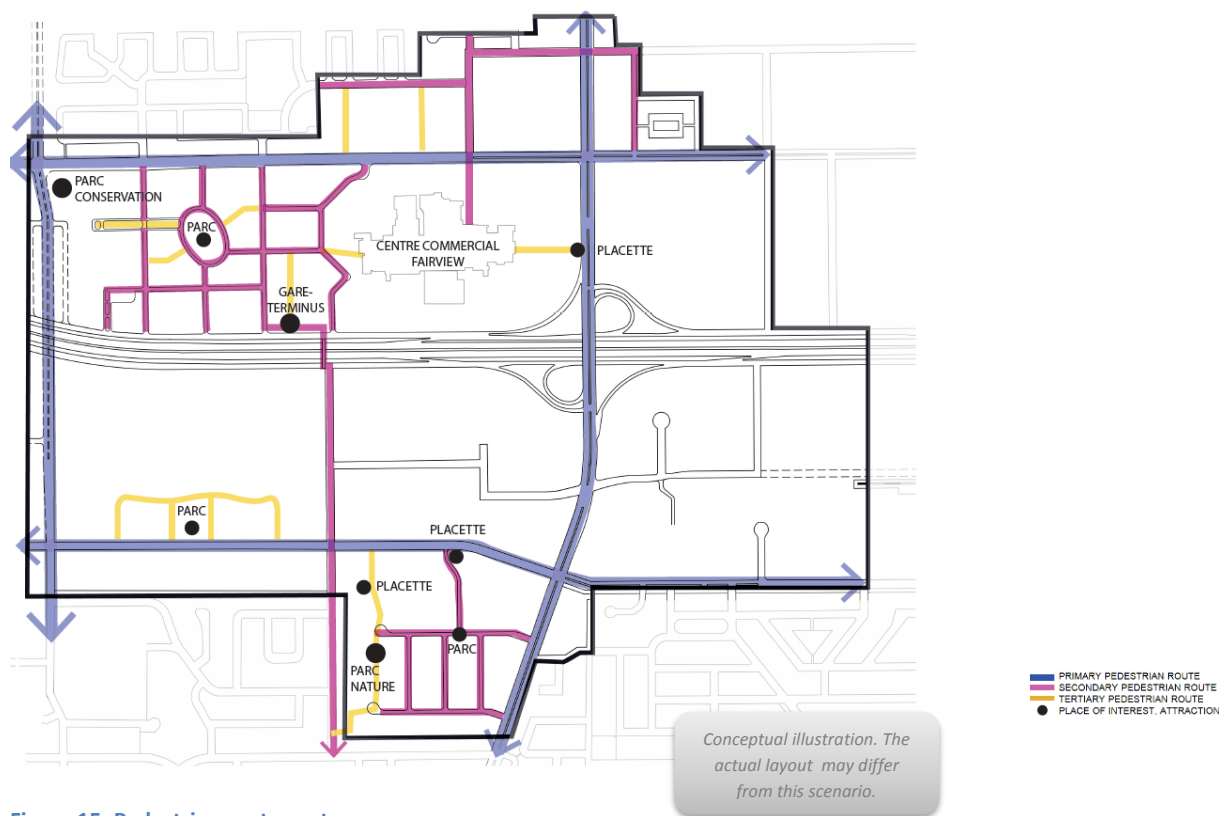 PARC
CONSERVATION
PARC
CENTRE COMMERCIAL
FAIRVIEW
PLACETTE
GARE-
TERMINUS
PARC
PLACETTE
PLACETTE
PARC
PARC
NATURE
PRIMARY PEDESTRIAN ROUTE
SECONDARY PEDESTRIAN ROUTE
TERTIARY PEDESTRIAN ROUTE
PLACE OF INTEREST, ATTRACTION
Conceptual illustration. The
actual layout may differ
from this scenario.